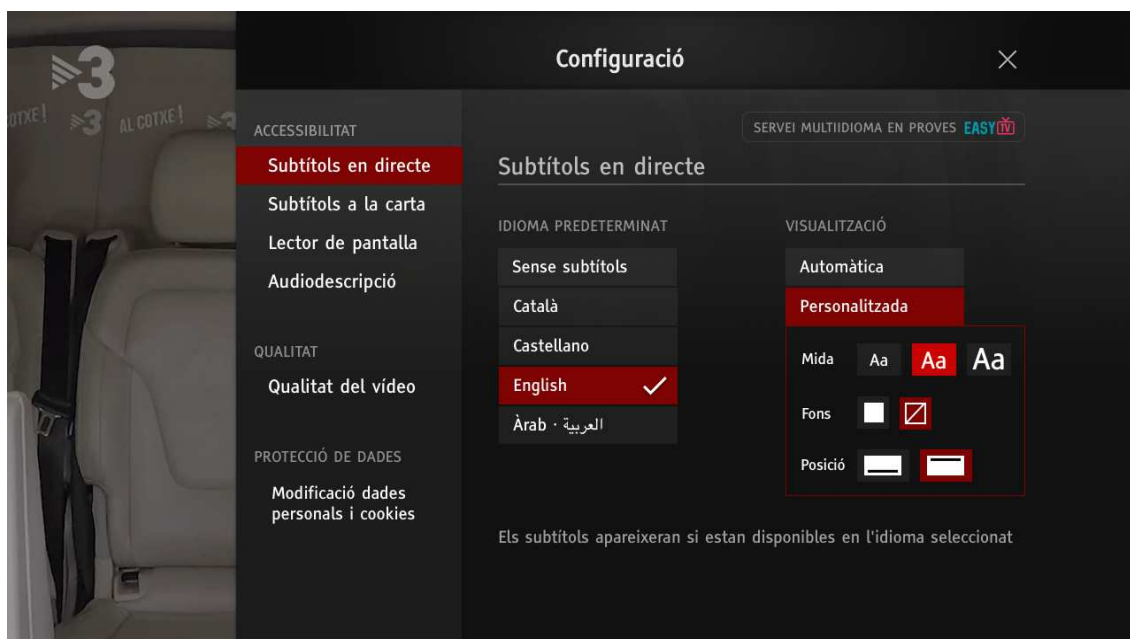 3
AL COTXE!
3
Configuració
ACCESSIBILITAT
Subtítols en directe
Subtítols a la carta
Lector de pantalla
Audiodescripció
QUALITAT
Qualitat del vídeo
PROTECCIÓ DE DADES
Modificació dades
personals i cookies
SERVEI MULTIIDIOMA EN PROVES EASYTV
Subtítols en directe
IDIOMA PREDETERMINAT
Sense subtítols
Català
Castellano
English
Àrab · العربية
VISUALITZACIÓ
Automàtica
Personalitzada
Mida Aa Aa Aa
Fons
Posició
Els subtítols apareixeran si estan disponibles en l'idioma seleccionat